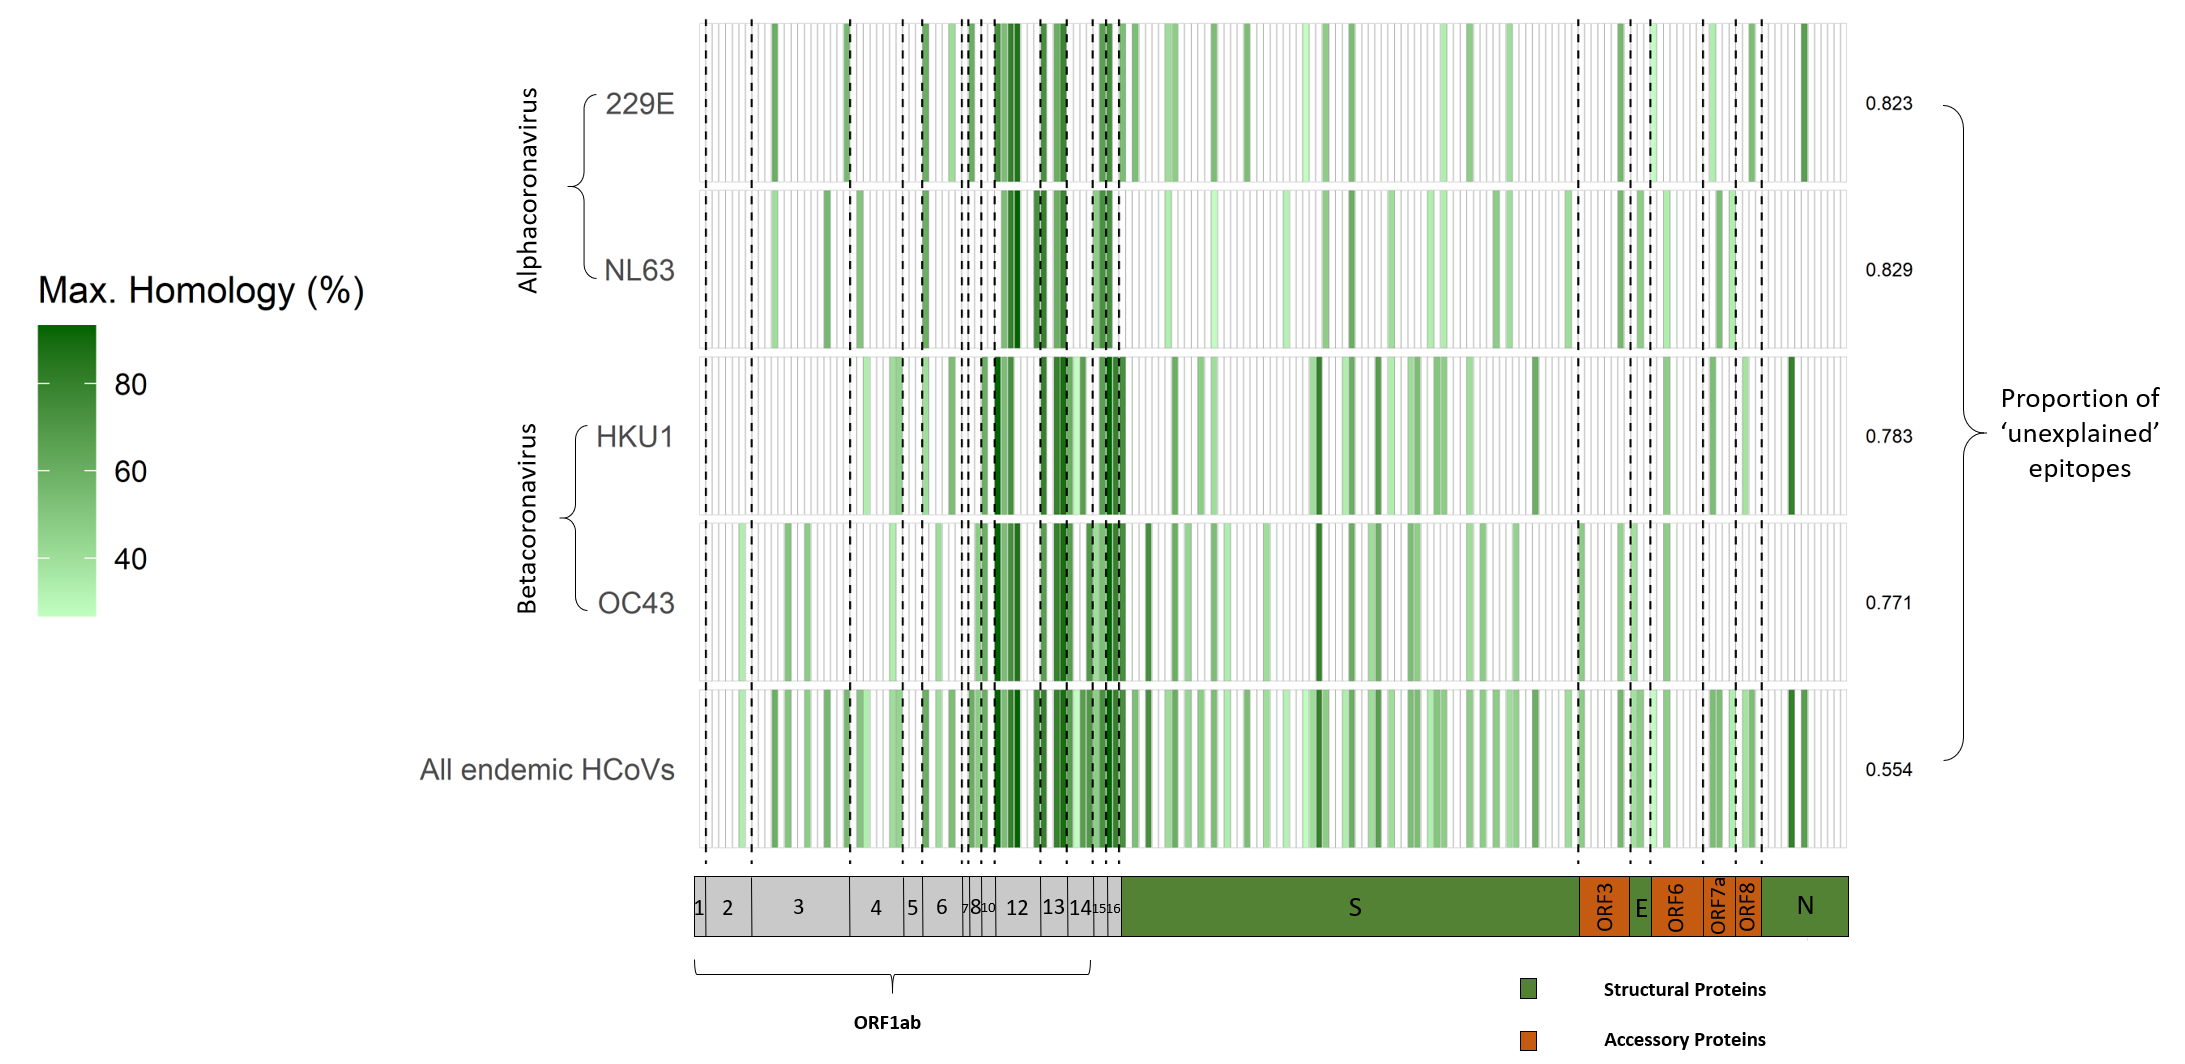 Max. Homology (%)
80
60
40
Alphacoronavirus
Betacoronavirus
229E
NL63
HKU1
OC43
All endemic HCoVs
0.823
0.829
0.783
0.771
0.554
Proportion of
‘unexplained’
epitopes
1 2 3 4 5 6 7 8 10 12 13 14 15 16 S ORF3 E ORF6 ORF7a ORF8 N
ORF1ab
Structural Proteins
Accessory Proteins